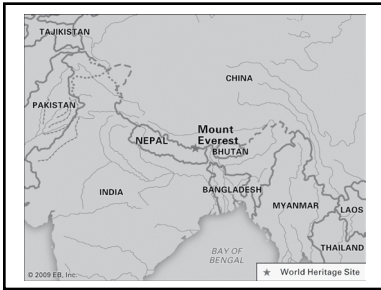 TAJIKISTAN
CHINA
PAKISTAN
Mount
Everest
NEPAL
BHUTAN
INDIA
BANGLADESH
MYANMAR
LAOS
THAILAND
BAY OF
BENGAL
© 2009 EB, Inc.
★ World Heritage Site